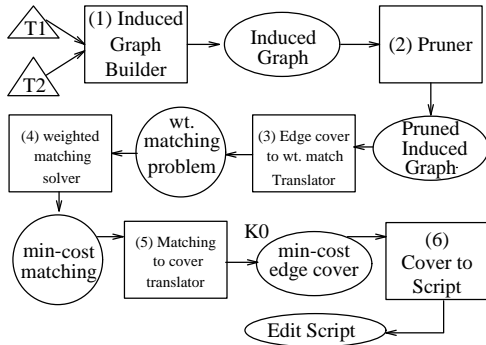 T1
T2
(1) Induced
Graph
Builder
Induced
Graph
(2) Pruner
Pruned
Induced
Graph
(3) Edge cover
to wt. match
Translator
wt.
matching
problem
(4) weighted
matching
solver
min-cost
matching
(5) Matching
to cover
translator
K0
min-cost
edge cover
(6)
Cover to
Script
Edit Script